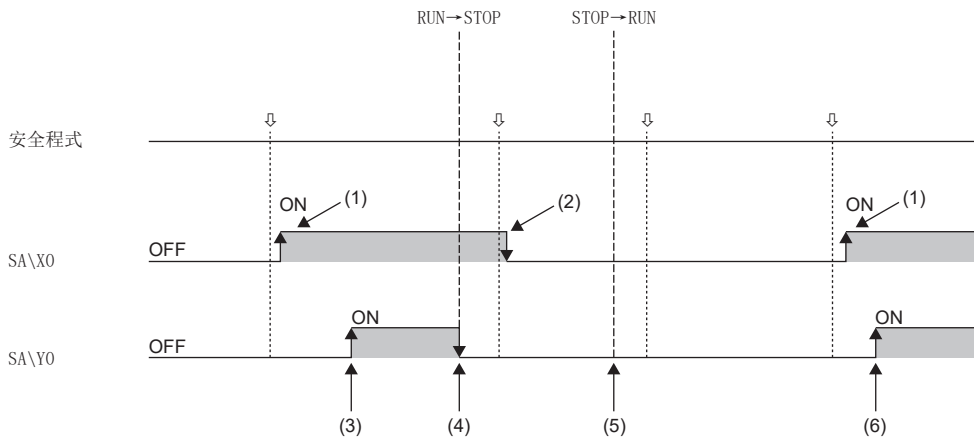 RUN→STOP
STOP→RUN
安全程式
ON
(1)
(2)
ON
(1)
OFF
SA\X0
ON
ON
OFF
SA\Y0
(3)
(4)
(5)
(6)